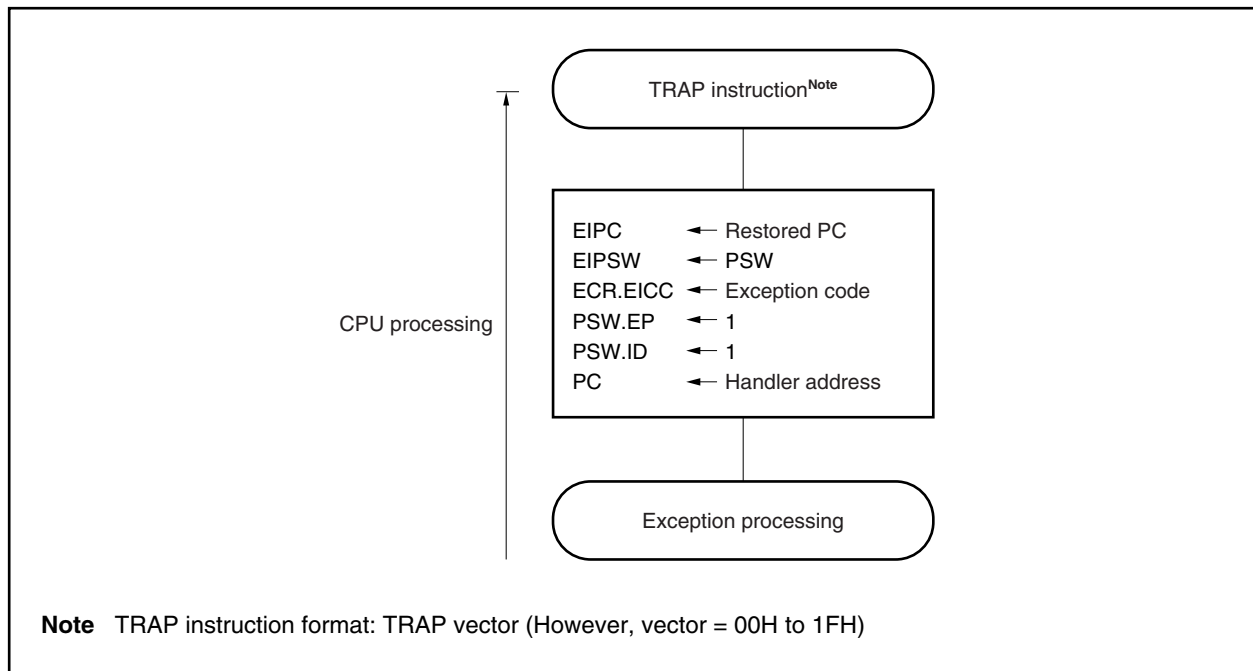 TRAP instructionNote
CPU processing
EIPC ← Restored PC
EIPSW ← PSW
ECR.EICC ← Exception code
PSW.EP ← 1
PSW.ID ← 1
PC ← Handler address
Exception processing
Note TRAP instruction format: TRAP vector (However, vector = 00H to 1FH)